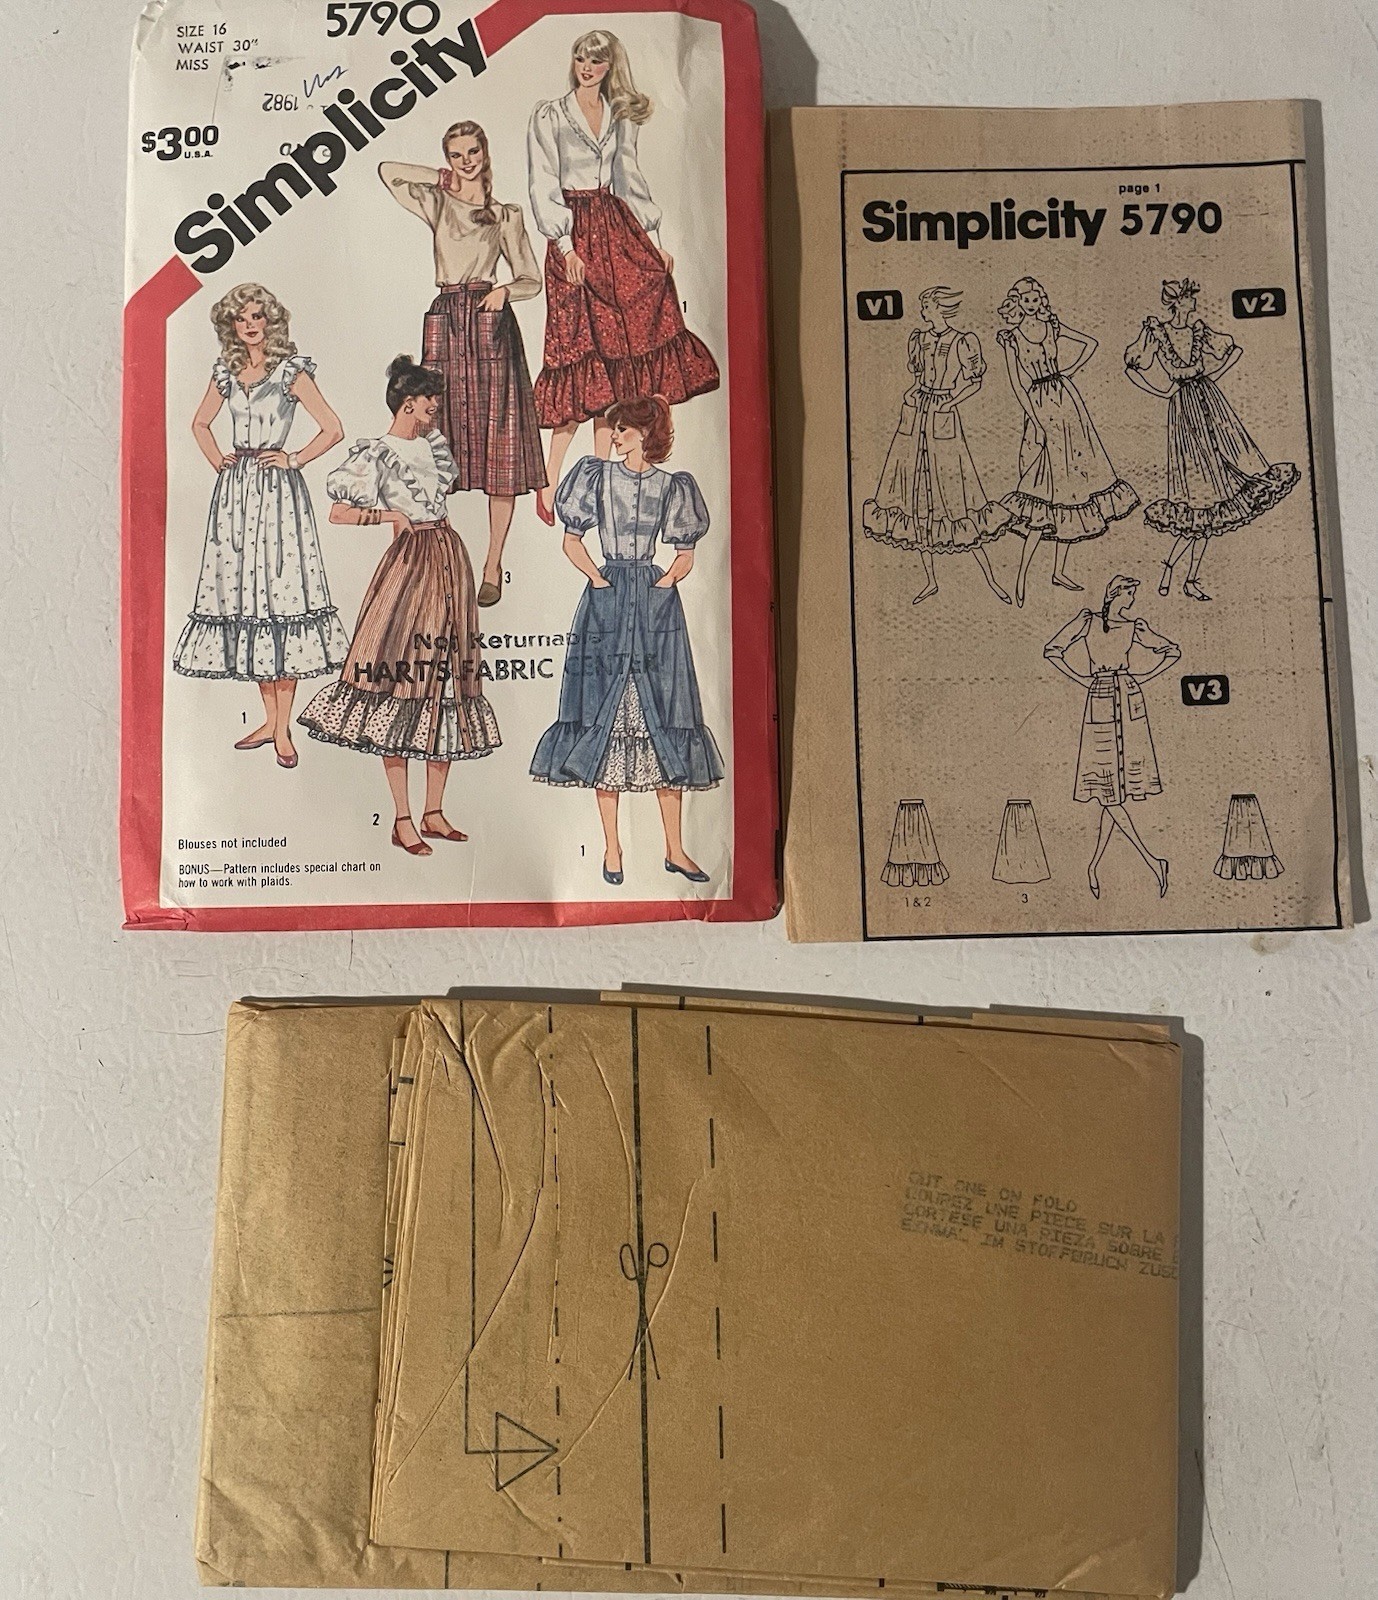 5790
SIZE 16
WAIST 30"
MISS
1982
$3.00
U.S.A.
Simplicity
1
3
1
2
1
Not Returnable
HART'S FABRIC CENTER
Blouses not included
BONUS—Pattern includes special chart on
how to work with plaids.
page 1
Simplicity 5790
V1
V2
V3
1 & 2
3
CUT ONE ON FOLD
COUPEZ UNE PIECE SUR LA
CORTESE UNA PIEZA SOBRE
EINMAL IM STOFFBRUCH